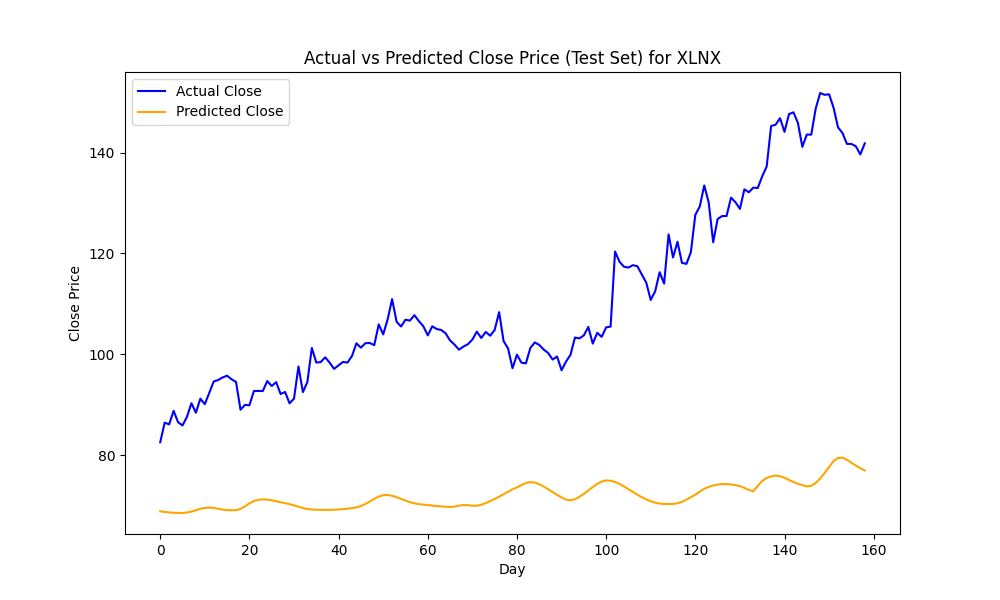 Actual vs Predicted Close Price (Test Set) for XLNX
Actual Close
Predicted Close
Close Price
140
120
100
80
0 20 40 60 80 100 120 140 160
Day